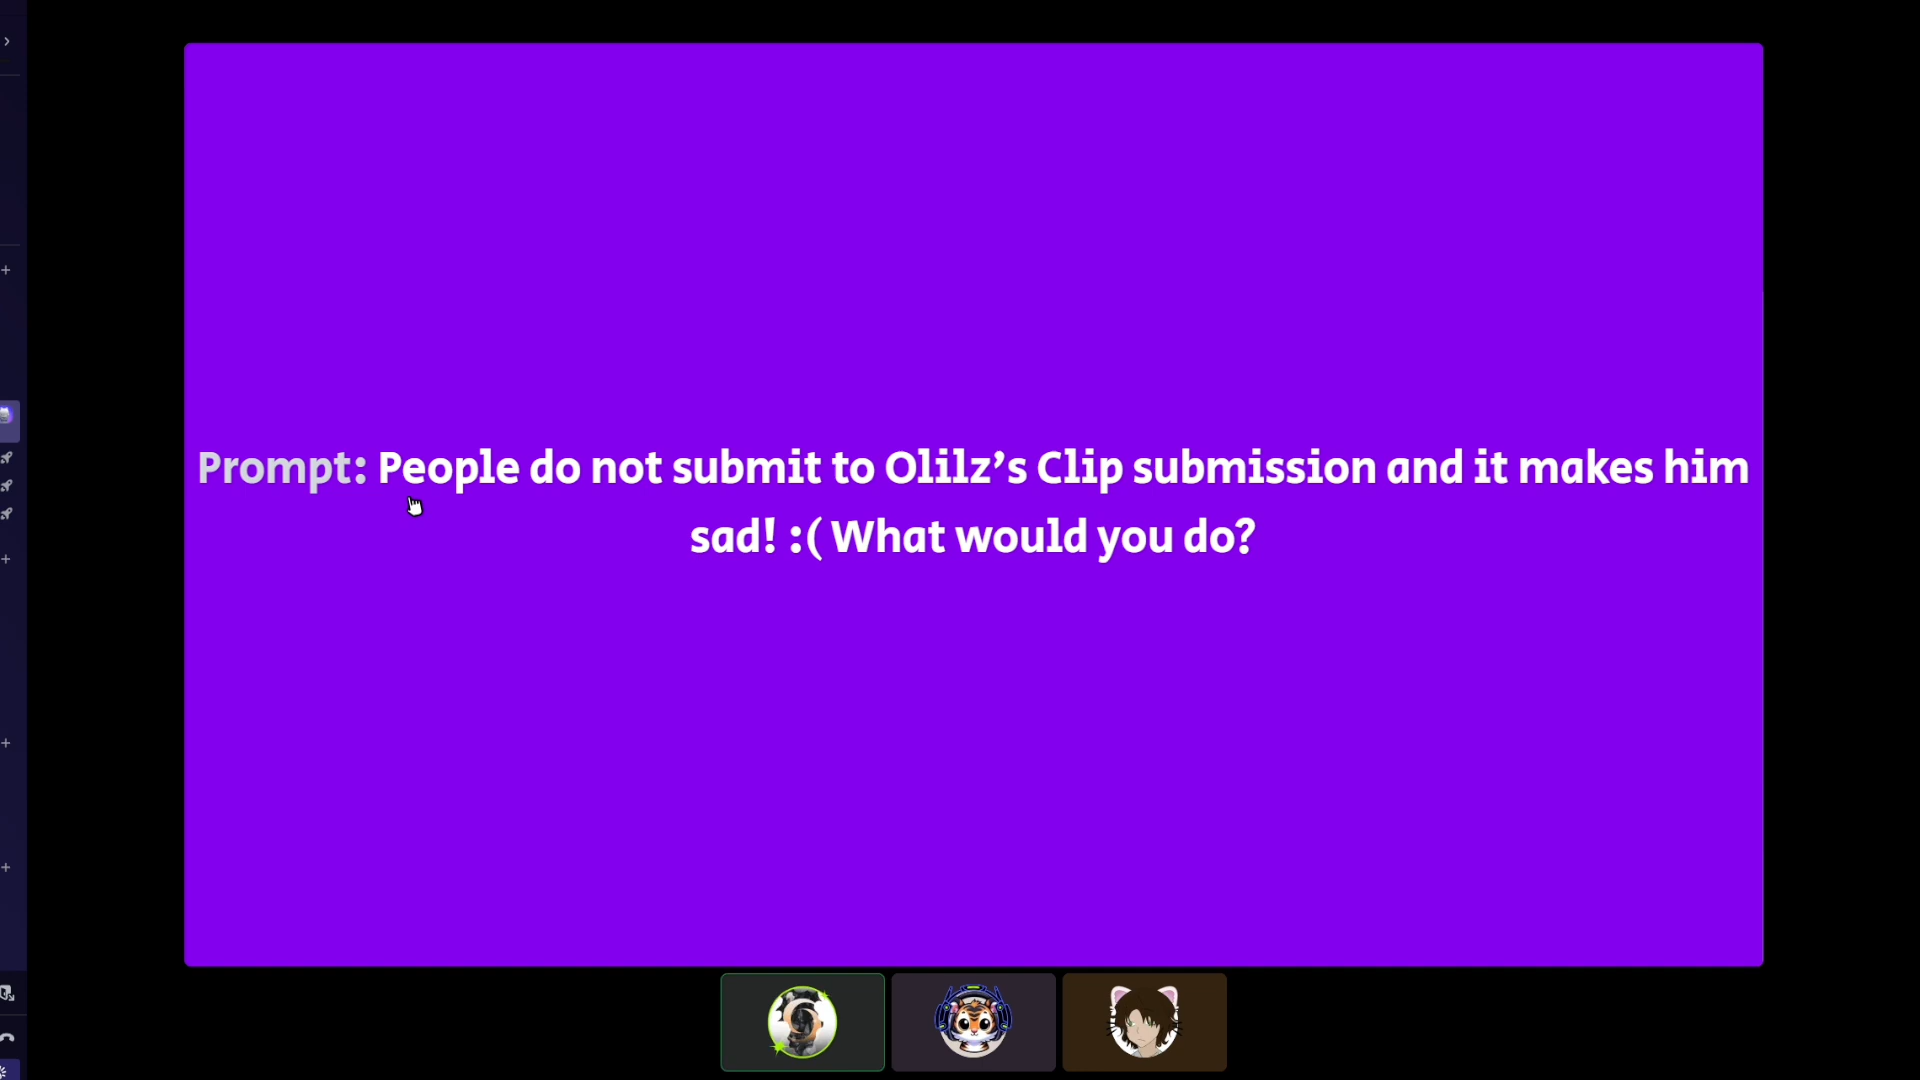 Prompt: People do not submit to Olilz’s Clip submission and it makes him
sad! :( What would you do?